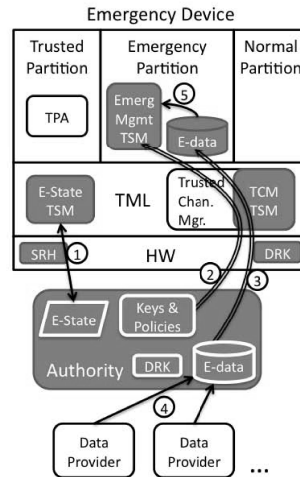 Emergency Device
Trusted
Partition
Emergency
Partition
Normal
Partition
TPA
Emerg
Mgmt
TSM
5
E-data
E-State
TSM
TML
Trusted
Chan.
Mgr.
TCM
TSM
SRH
1
HW
DRK
2
3
E-State
Keys &
Policies
Authority
DRK
E-data
4
Data
Provider
Data
Provider
...